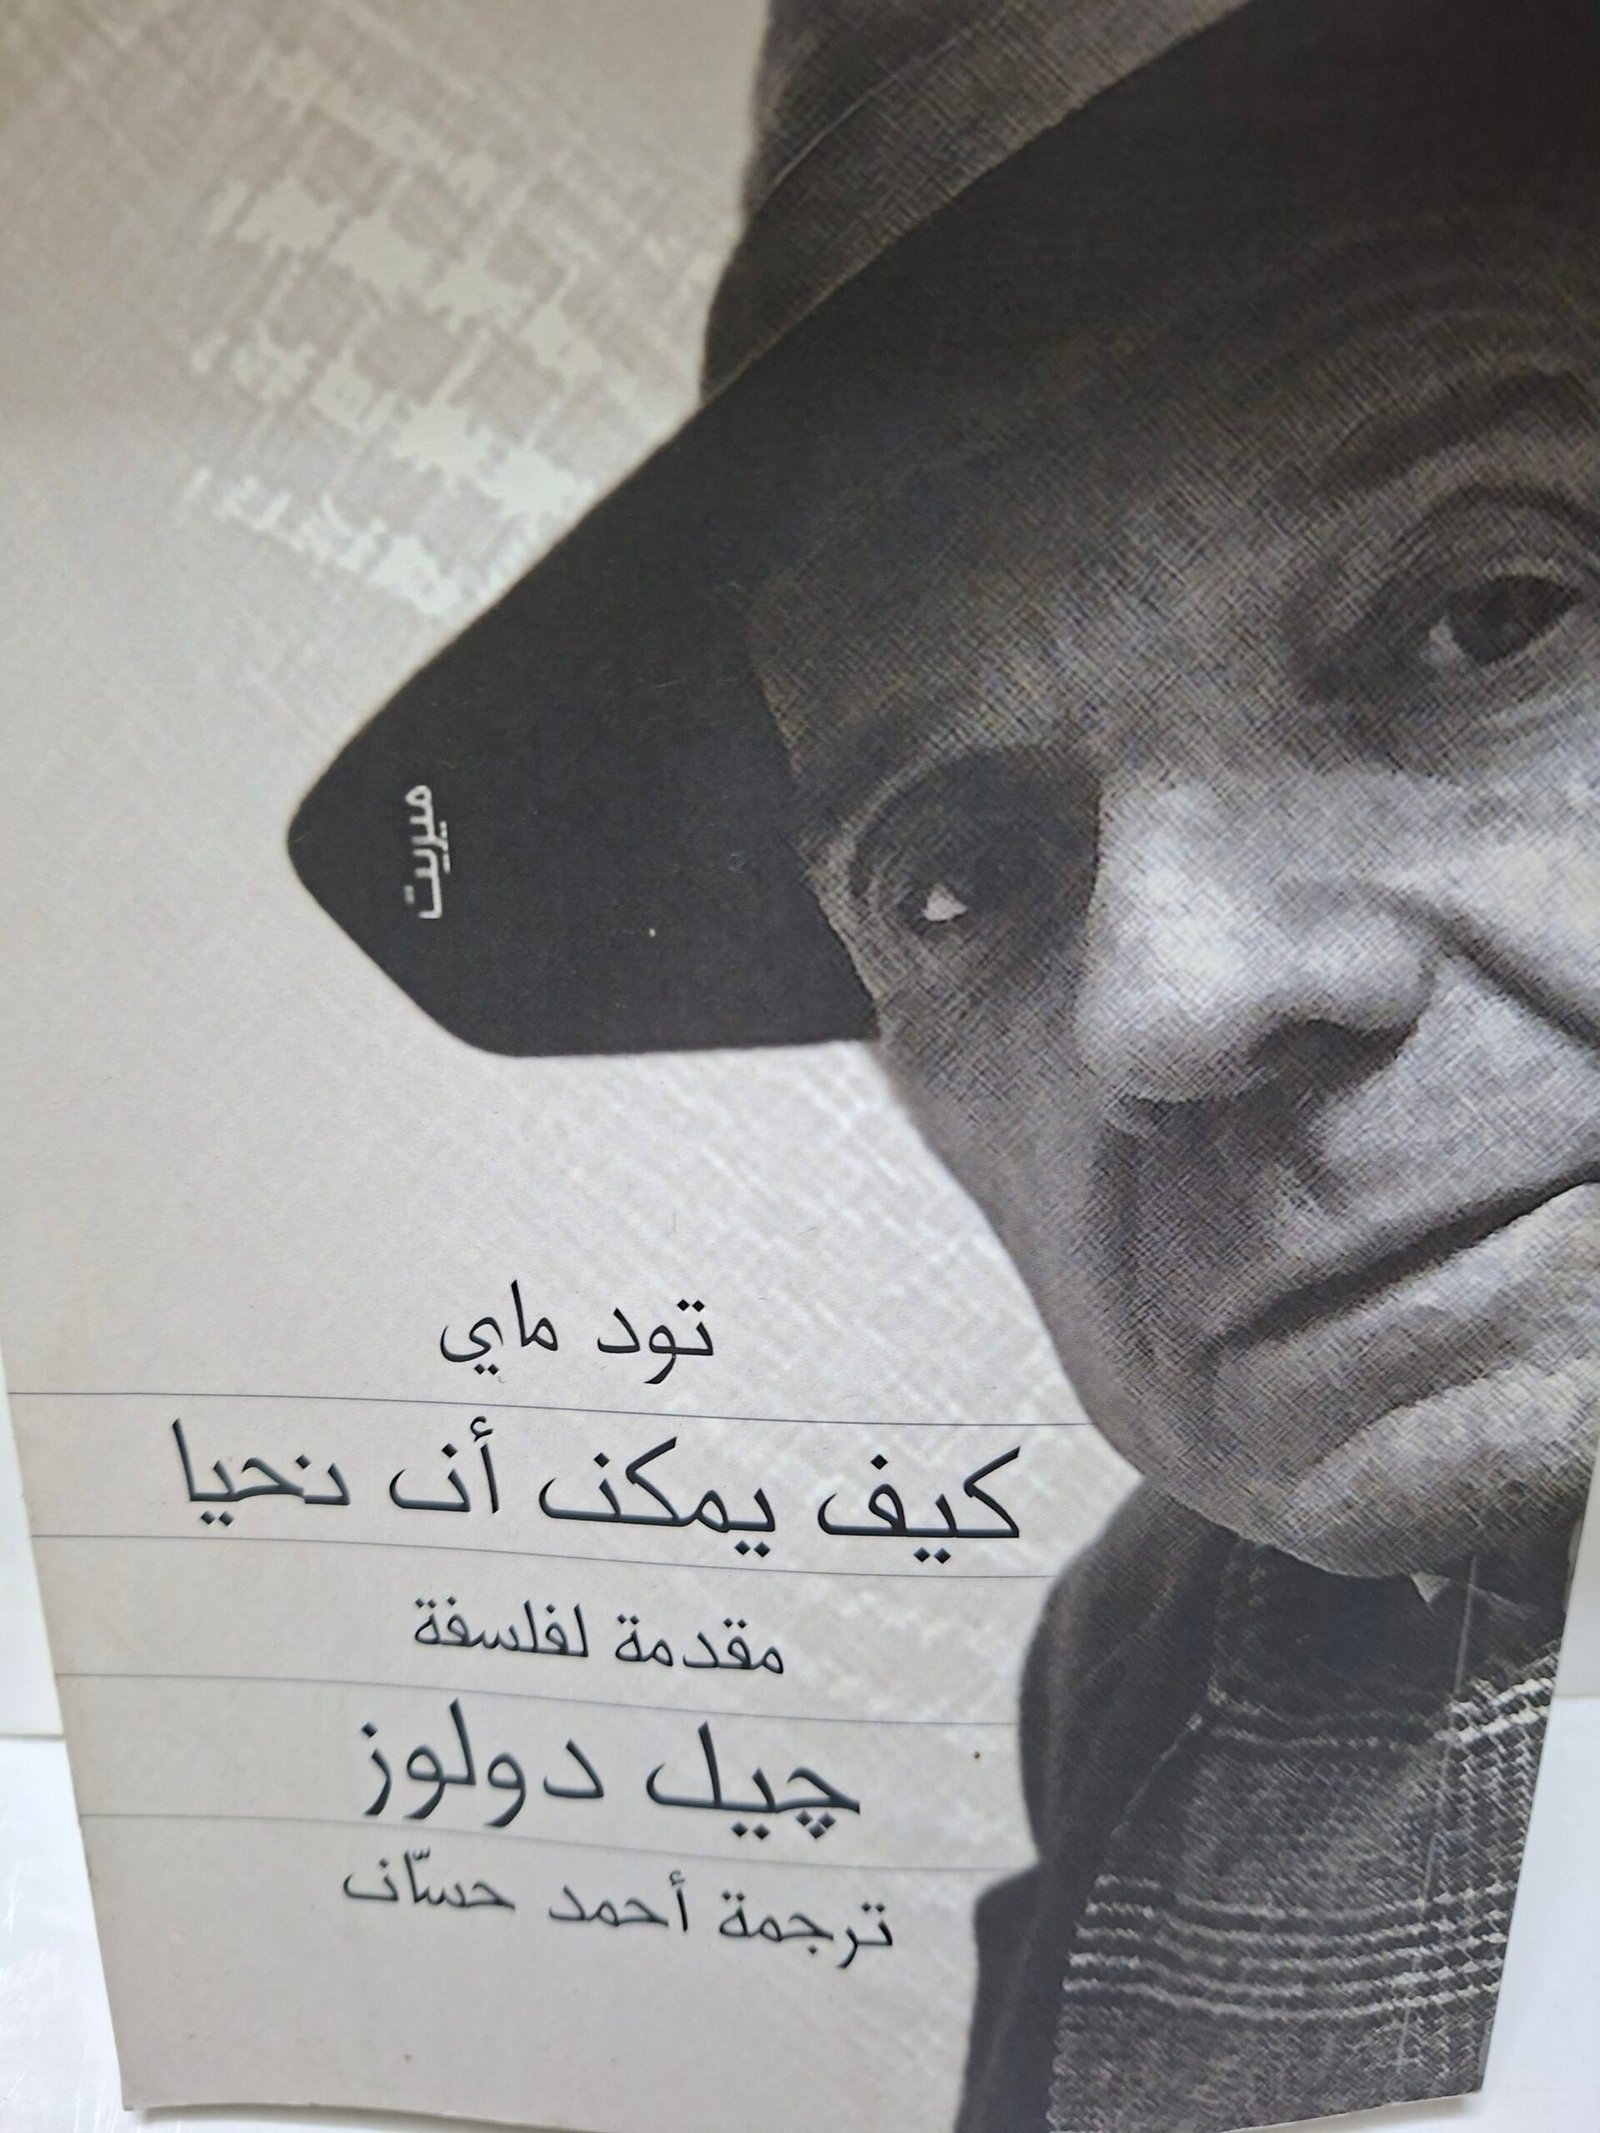 ميريت
تود ماي
كيف يمكن أن نحيا
مقدمة لفلسفة
چيل دولوز
ترجمة أحمد حسّان